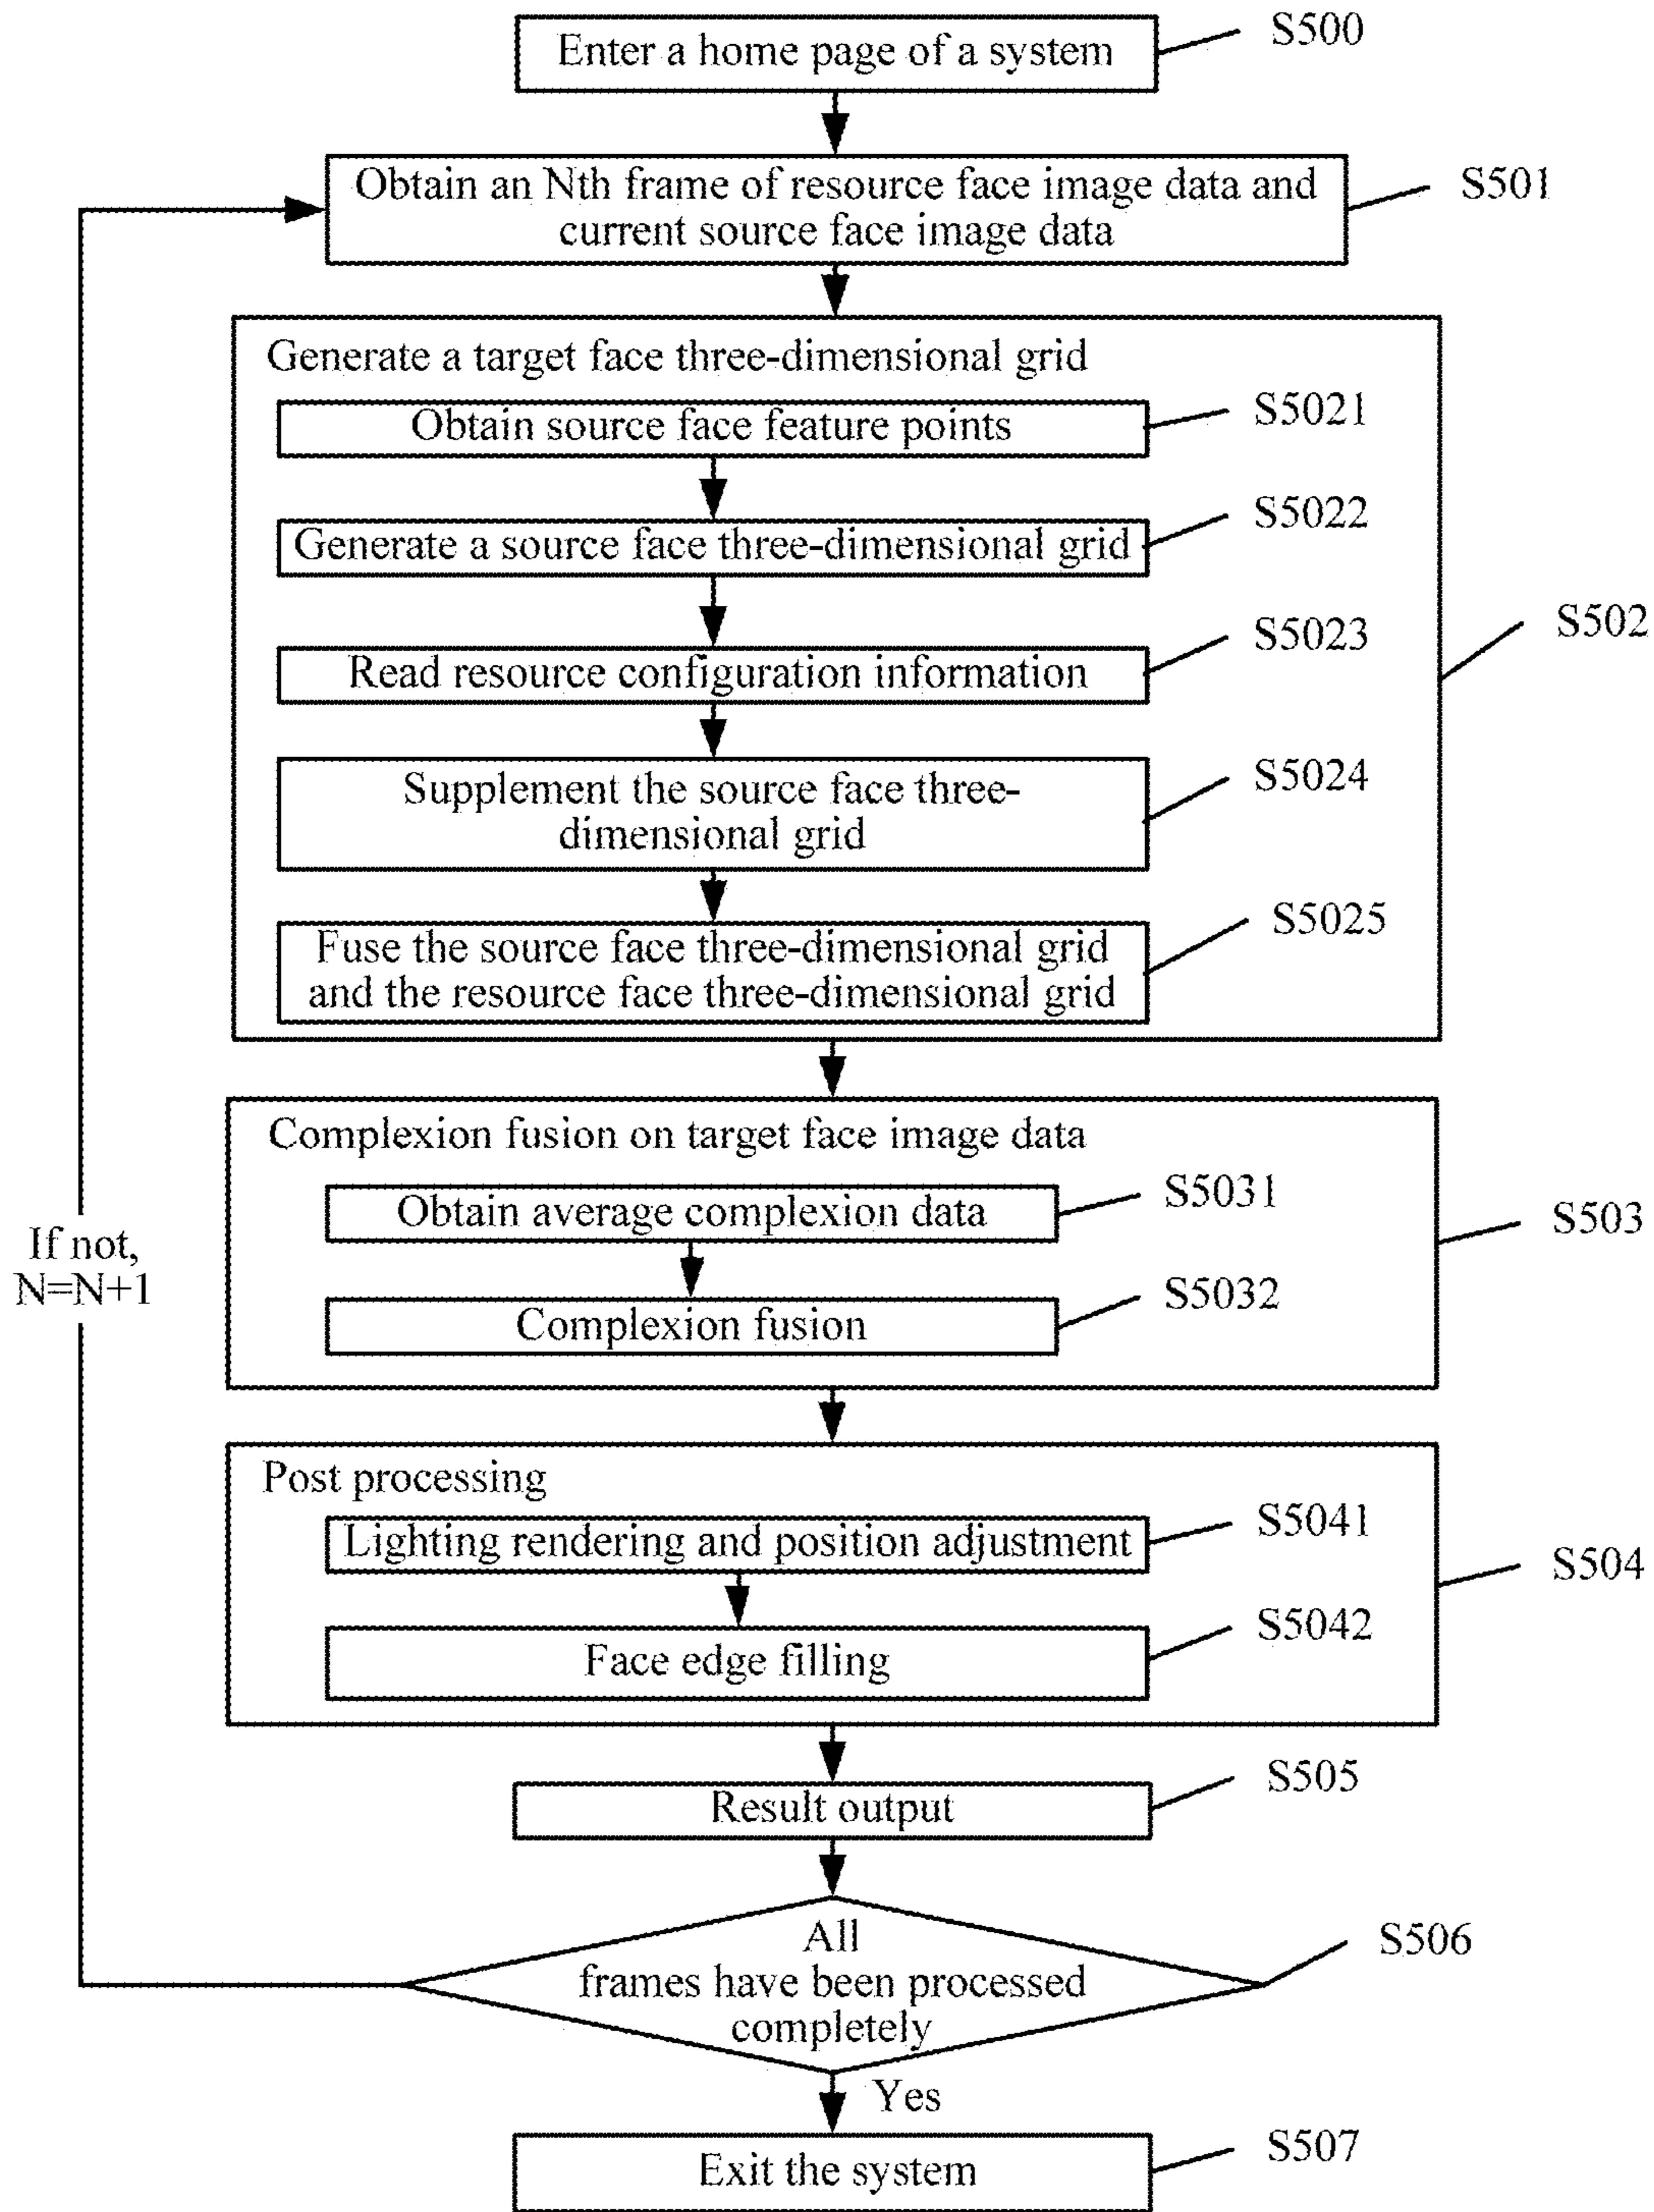 Enter a home page of a system
S500
Obtain an Nth frame of resource face image data and
current source face image data
S501
Generate a target face three-dimensional grid
Obtain source face feature points
S5021
Generate a source face three-dimensional grid
S5022
Read resource configuration information
S5023
Supplement the source face three-
dimensional grid
S5024
Fuse the source face three-dimensional grid
and the resource face three-dimensional grid
S5025
S502
Complexion fusion on target face image data
Obtain average complexion data
S5031
Complexion fusion
S5032
S503
If not,
N=N+1
Post processing
Lighting rendering and position adjustment
S5041
Face edge filling
S5042
S504
Result output
S505
All
frames have been processed
completely
S506
Yes
Exit the system
S507